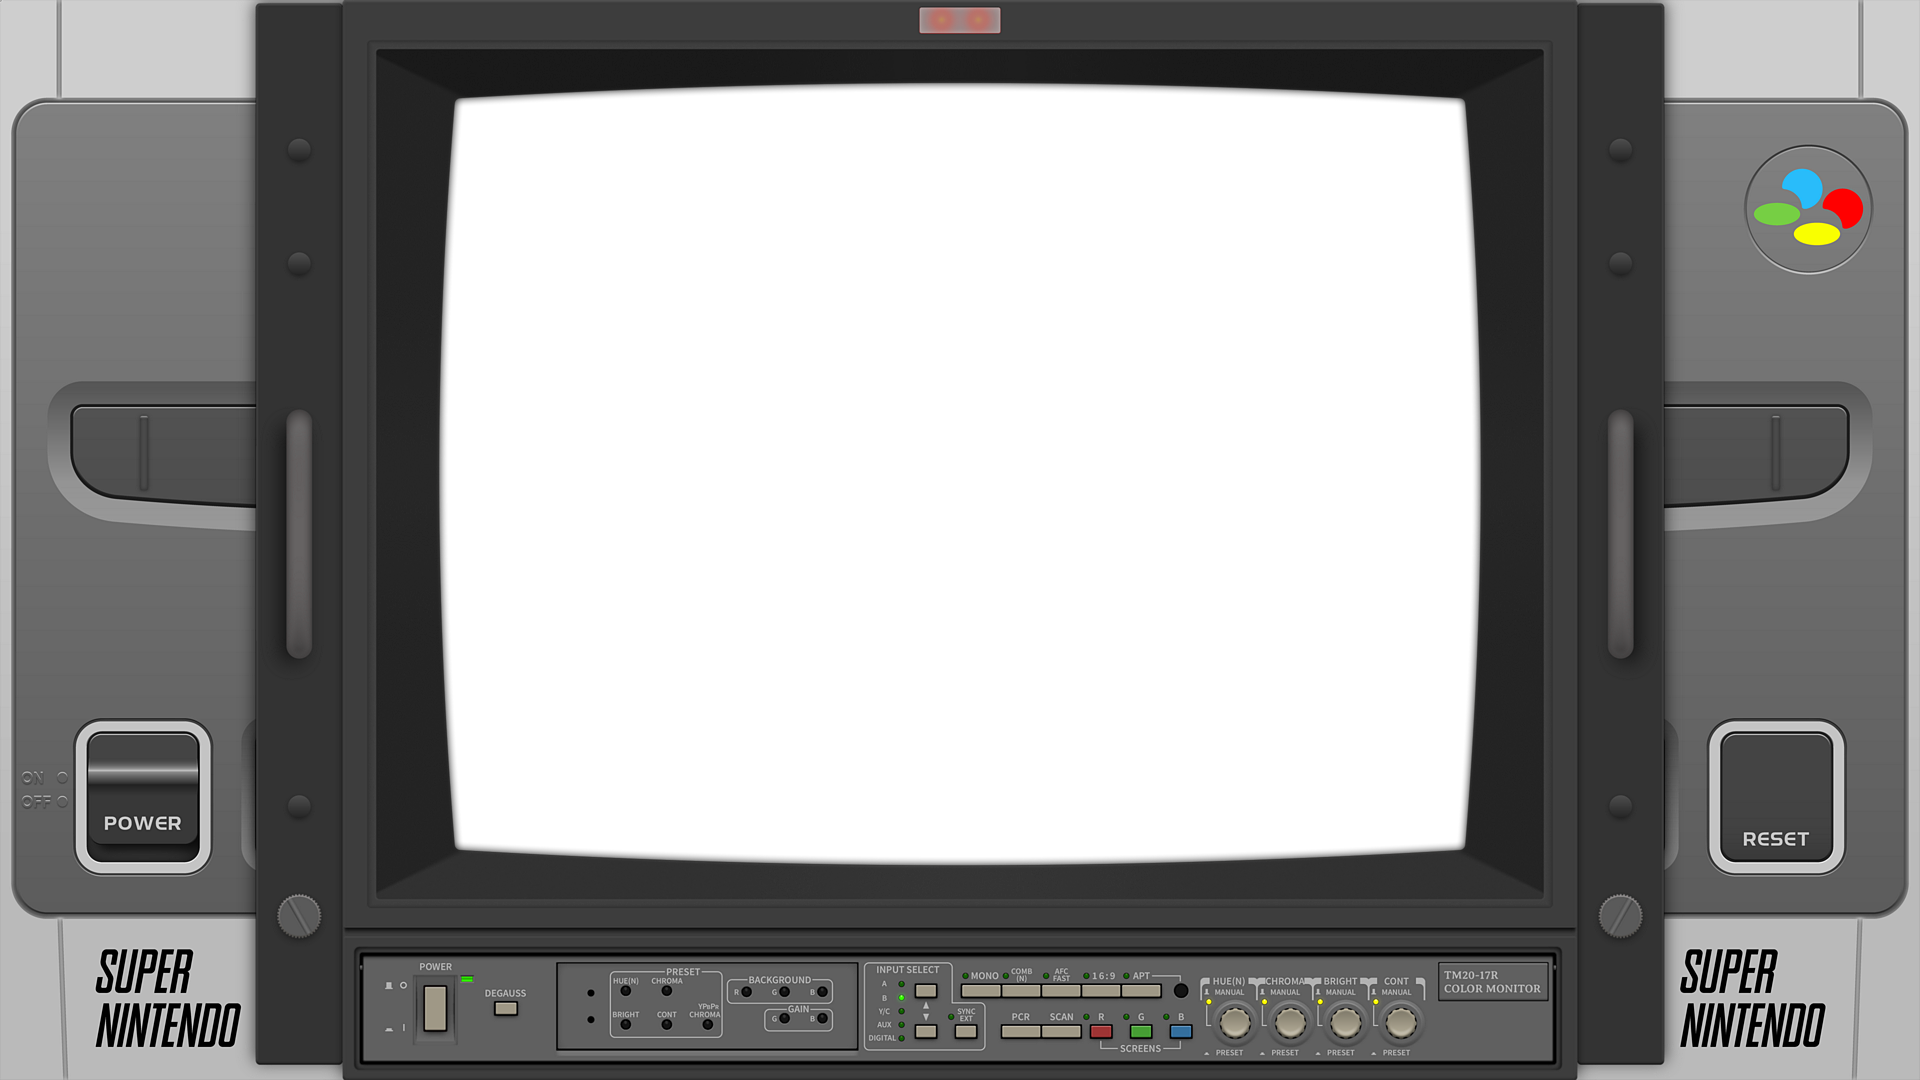 ON
OFF
POWER
RESET
SUPER
NINTENDO
SUPER
NINTENDO
POWER
DEGAUSS
PRESET
HUE(N)
CHROMA
BRIGHT
CONT
YPBPR
CHROMA
BACKGROUND
R
G
B
GAIN
G
B
INPUT SELECT
A
B
Y/C
AUX
DIGITAL
SYNC
EXT
MONO
COMB
(N)
AFC
FAST
16:9
APT
PCR
SCAN
R
G
B
SCREENS
HUE(N)
CHROMA
BRIGHT
CONT
MANUAL
MANUAL
MANUAL
MANUAL
PRESET
PRESET
PRESET
PRESET
TM20-17R
COLOR MONITOR